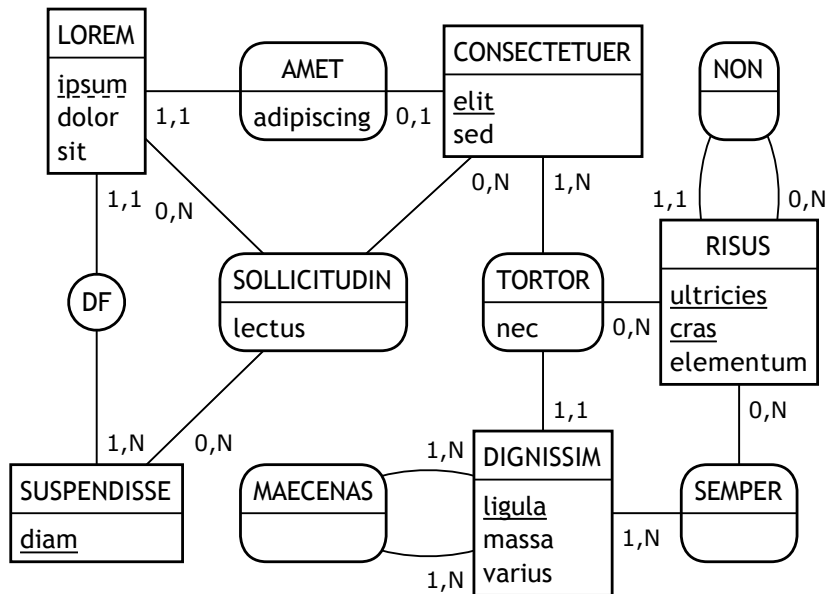 LOREM
ipsum
dolor
sit
AMET
adipiscing
CONSECTETUER
elit
sed
NON
1,1
0,1
1,1
0,N
0,N
1,N
1,1
0,N
DF
SOLLICITUDIN
lectus
TORTOR
nec
0,N
RISUS
ultricies
cras
elementum
1,N
0,N
1,1
0,N
SUSPENDISSE
diam
MAECENAS
1,N
1,N
DIGNISSIM
ligula
massa
varius
1,N
SEMPER